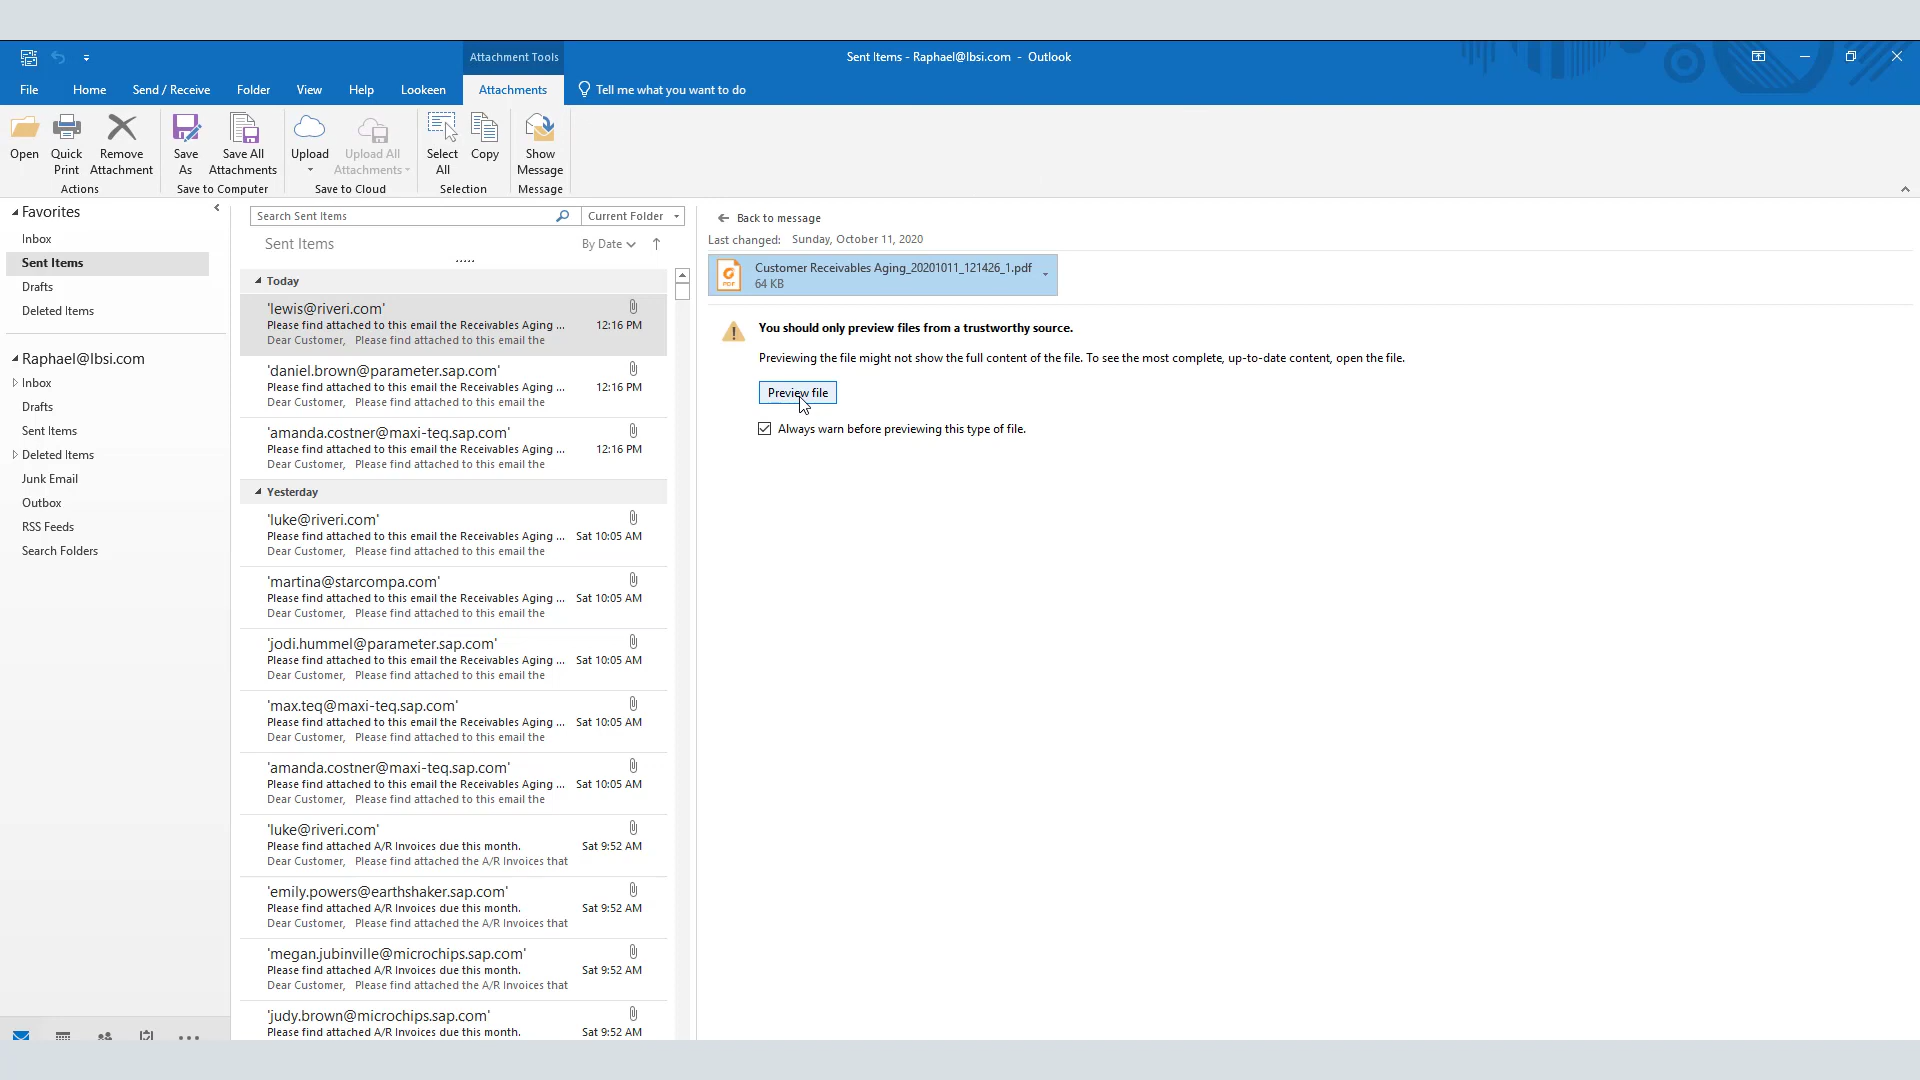 Attachment Tools
Sent Items - Raphael@lbsi.com - Outlook
File Home Send / Receive Folder View Help Lookeen Attachments Tell me what you want to do
Open
Quick Print
Remove Attachment
Save As
Save All Attachments
Upload
Upload All Attachments
Select All
Copy
Show Message
Actions Save to Computer Save to Cloud Selection Message
Favorites
Inbox
Sent Items
Drafts
Deleted Items
Raphael@lbsi.com
Inbox
Drafts
Sent Items
Deleted Items
Junk Email
Outbox
RSS Feeds
Search Folders
Search Sent Items Current Folder
Sent Items By Date
Today
'lewis@riveri.com'
Please find attached to this email the Receivables Aging ... 12:16 PM
Dear Customer, Please find attached to this email the
'daniel.brown@parameter.sap.com'
Please find attached to this email the Receivables Aging ... 12:16 PM
Dear Customer, Please find attached to this email the
'amanda.costner@maxi-teq.sap.com'
Please find attached to this email the Receivables Aging ... 12:16 PM
Dear Customer, Please find attached to this email the
Yesterday
'luke@riveri.com'
Please find attached to this email the Receivables Aging ... Sat 10:05 AM
Dear Customer, Please find attached to this email the
'martina@starcompa.com'
Please find attached to this email the Receivables Aging ... Sat 10:05 AM
Dear Customer, Please find attached to this email the
'jodi.hummel@parameter.sap.com'
Please find attached to this email the Receivables Aging ... Sat 10:05 AM
Dear Customer, Please find attached to this email the
'max.teq@maxi-teq.sap.com'
Please find attached to this email the Receivables Aging ... Sat 10:05 AM
Dear Customer, Please find attached to this email the
'amanda.costner@maxi-teq.sap.com'
Please find attached to this email the Receivables Aging ... Sat 10:05 AM
Dear Customer, Please find attached to this email the
'luke@riveri.com'
Please find attached A/R Invoices due this month. Sat 9:52 AM
Dear Customer, Please find attached the A/R Invoices that
'emily.powers@earthshaker.sap.com'
Please find attached A/R Invoices due this month. Sat 9:52 AM
Dear Customer, Please find attached the A/R Invoices that
'megan.jubinville@microchips.sap.com'
Please find attached A/R Invoices due this month. Sat 9:52 AM
Dear Customer, Please find attached the A/R Invoices that
'judy.brown@microchips.sap.com'
Please find attached A/R Invoices due this month. Sat 9:52 AM
Back to message
Last changed: Sunday, October 11, 2020
PDF
Customer Receivables Aging_20201011_121426_1.pdf
64 KB
You should only preview files from a trustworthy source.
Previewing the file might not show the full content of the file. To see the most complete, up-to-date content, open the file.
Preview file
Always warn before previewing this type of file.